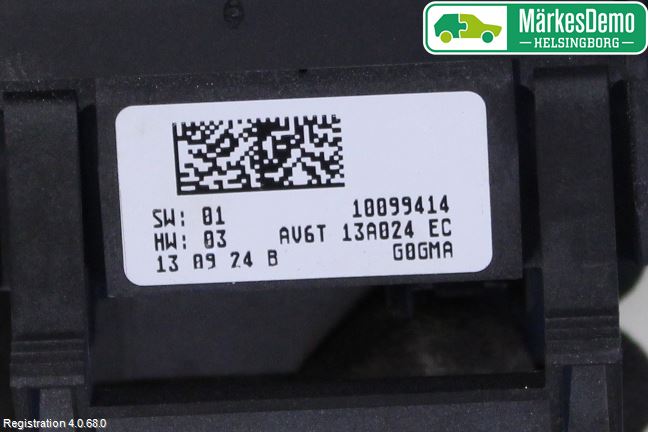 MärkesDemo
HELSINGBORG
SW: 01 10099414
HW: 03 AV6T 13A024 EC
13 09 24 B G0GMA
Registration 4.0.68.0